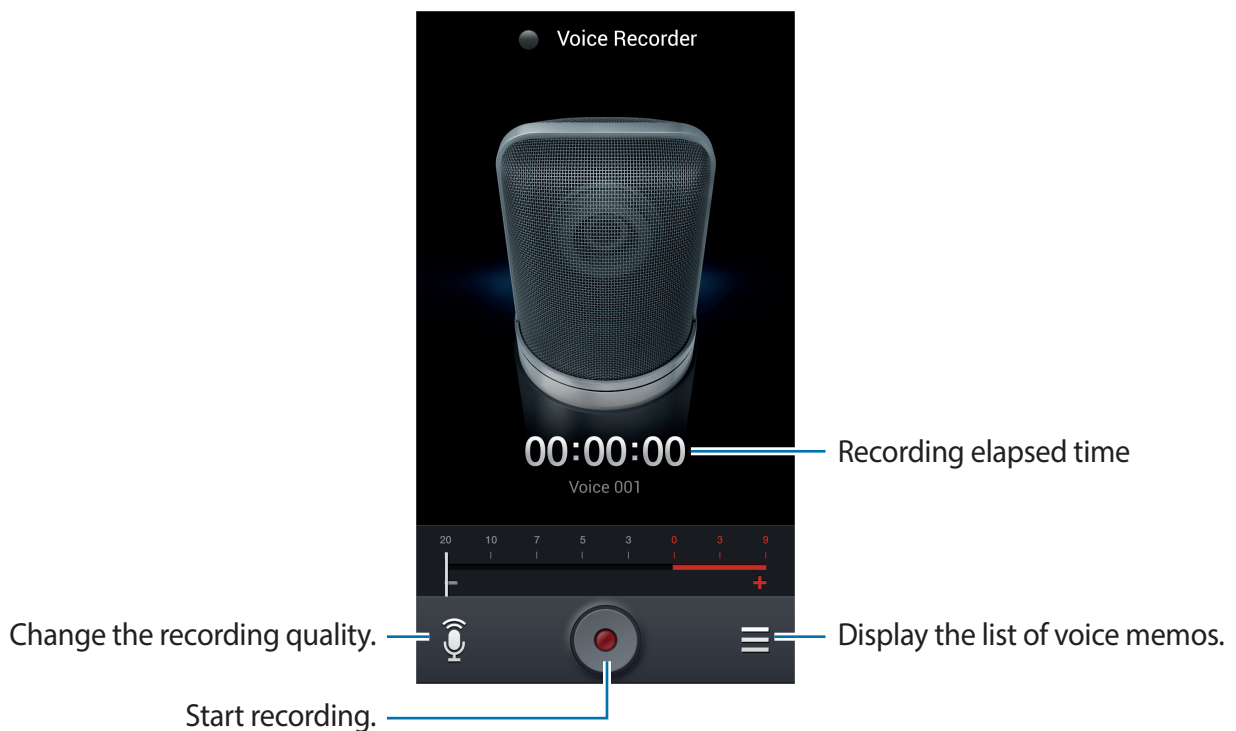 Voice Recorder
00:00:00
Recording elapsed time
Voice 001
20 10 7 5 3 0 3 9
- +
Change the recording quality.
Display the list of voice memos.
Start recording.